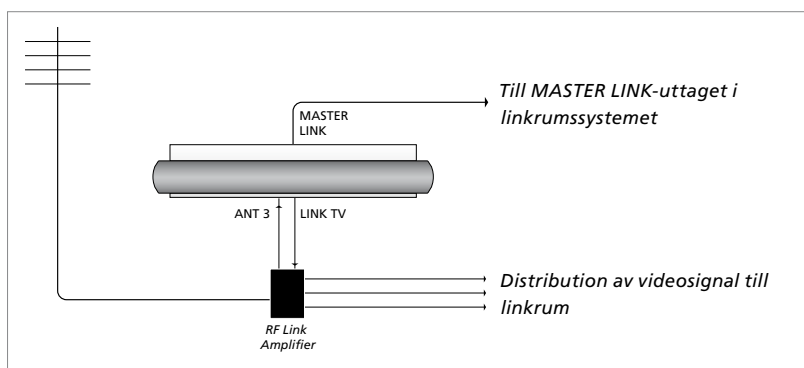 Till MASTER LINK-uttaget i
linkrumssystemet
MASTER
LINK
ANT 3
LINK TV
Distribution av videosignal till
linkrum
RF Link
Amplifier